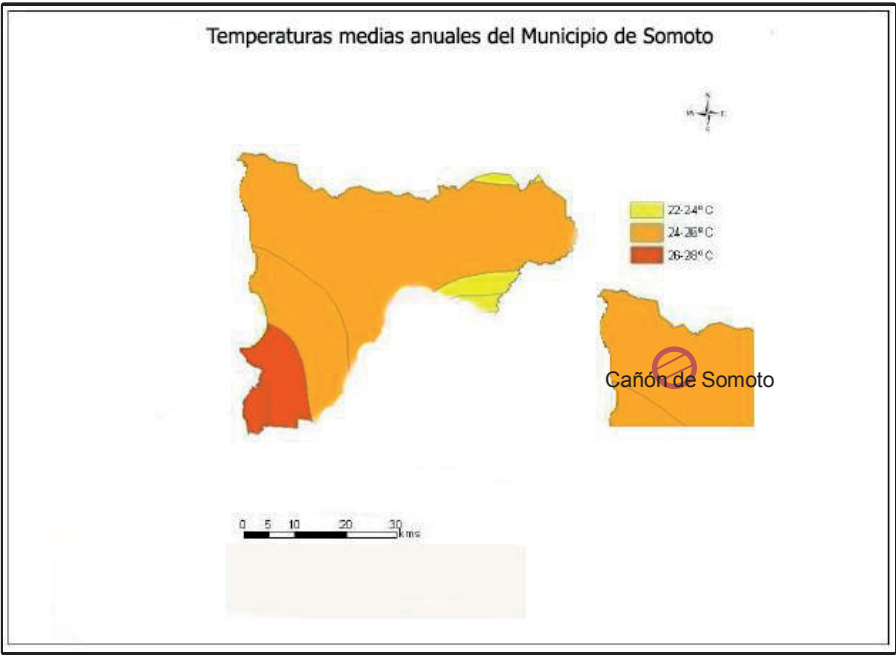 Temperaturas medias anuales del Municipio de Somoto
N
W E
S
22-24º C
24-26º C
26-28º C
Cañón de Somoto
0 5 10 20 30
kms